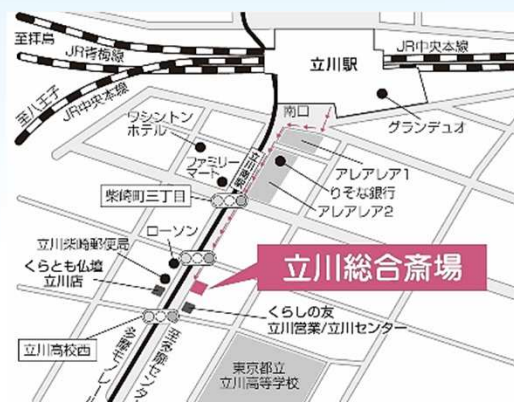 至拝島
JR青梅線
至八王子
JR中央本線
立川駅
JR中央本線
南口
グランデュオ
ワシントン
ホテル
ファミリー
マート
立川南駅
アレアレア1
りそな銀行
アレアレア2
柴崎町三丁目
ローソン
立川柴崎郵便局
くらとも仏壇
立川店
立川総合斎場
くらしの友
立川営業/立川センター
立川高校西
至多摩センター
多摩モノレール
東京都立
立川高等学校